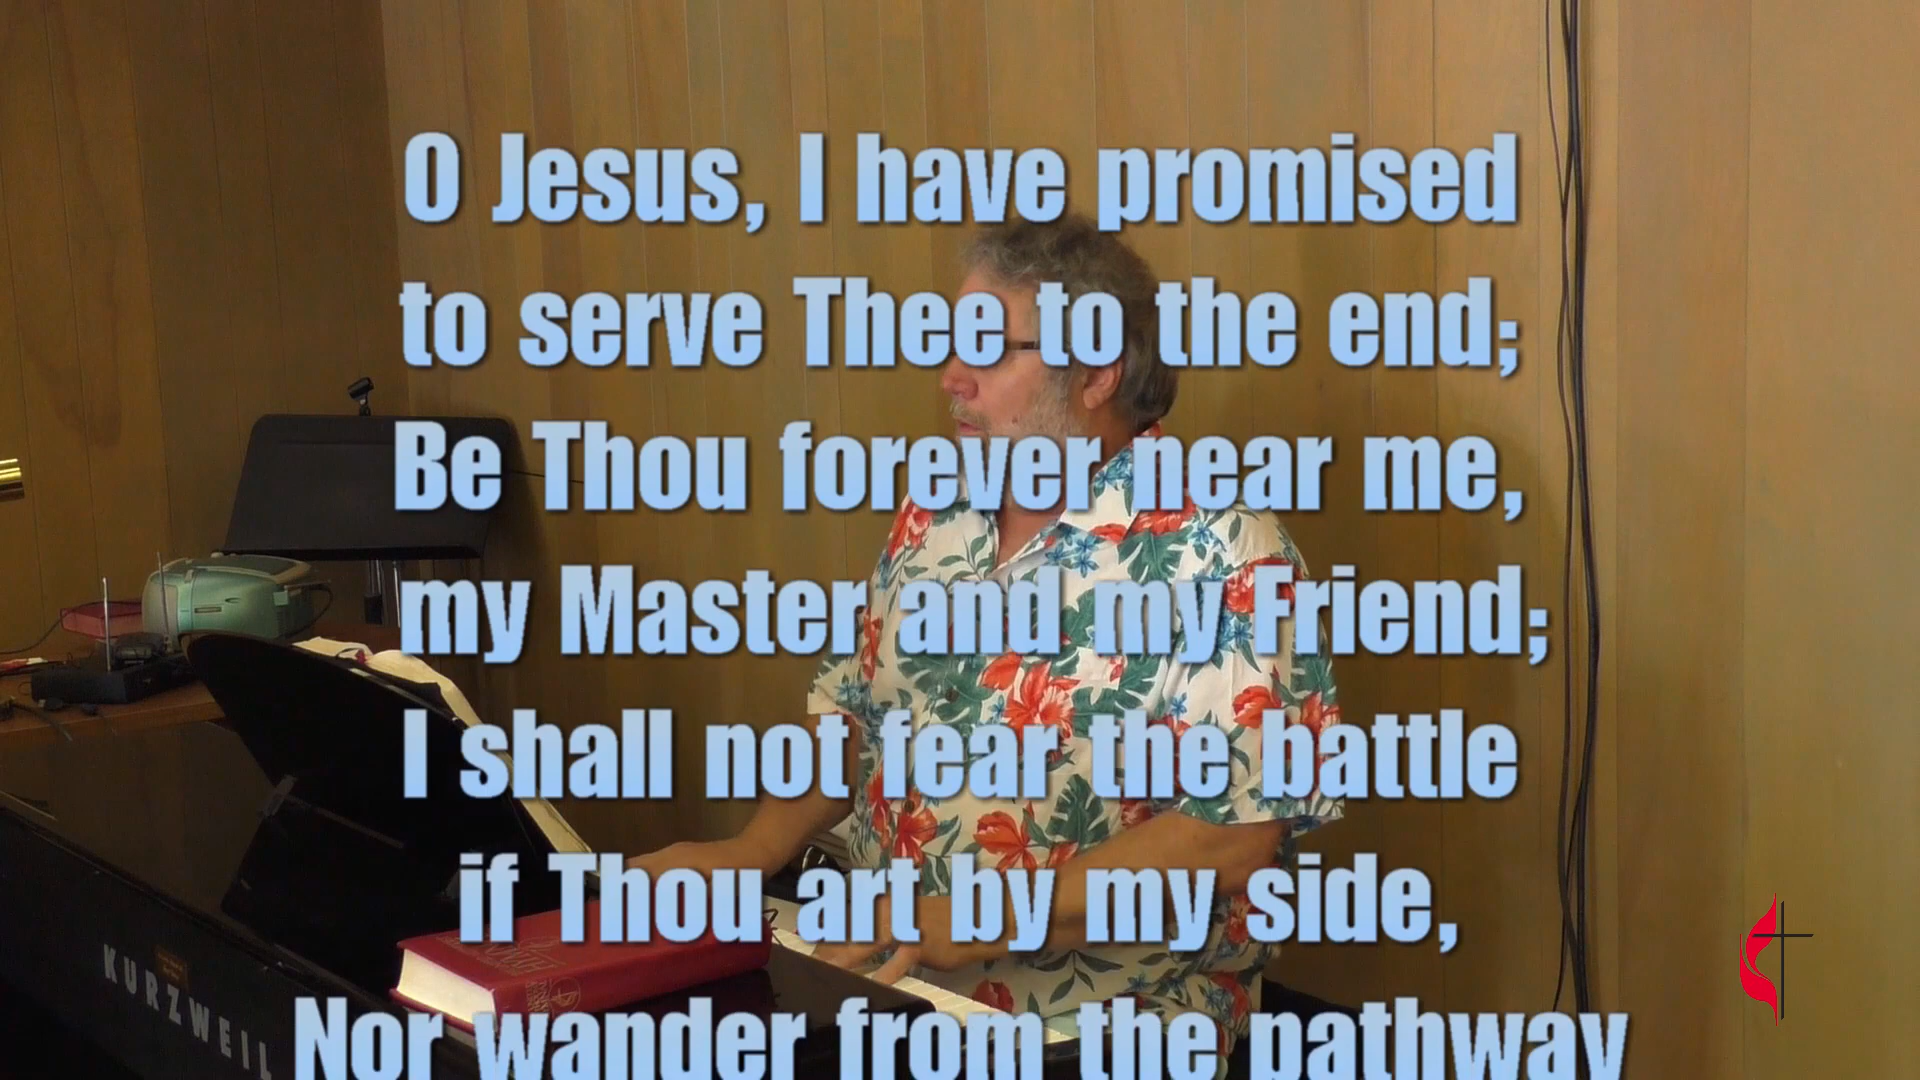 O Jesus, I have promised
to serve Thee to the end;
Be Thou forever near me,
my Master and my Friend;
I shall not fear the battle
if Thou art by my side,
Nor wander from the pathway
KURZWEIL